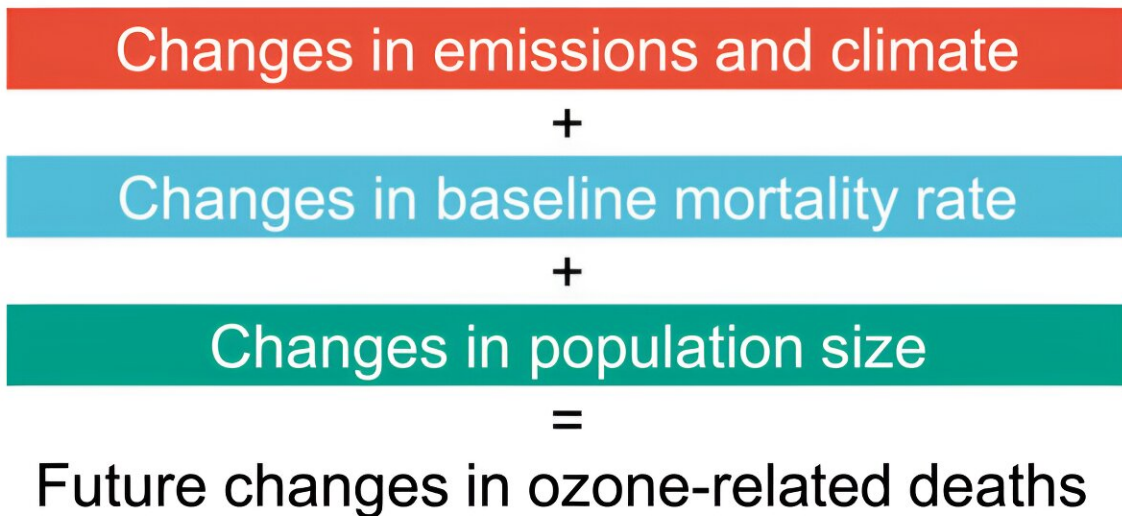 Changes in emissions and climate
+
Changes in baseline mortality rate
+
Changes in population size
=
Future changes in ozone-related deaths